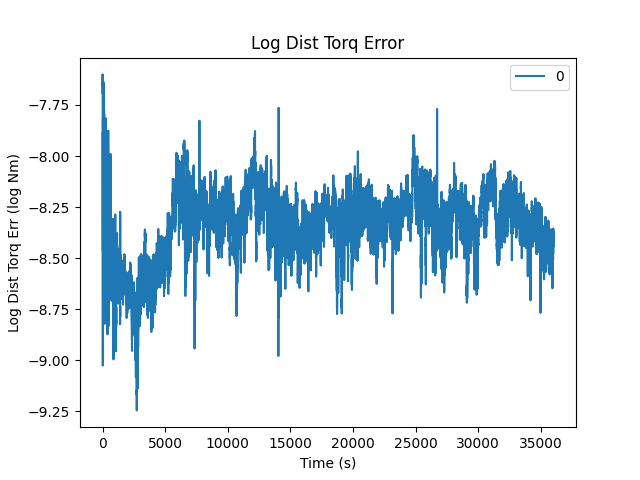 Log Dist Torq Error
0
Log Dist Torq Err (log Nm)
−7.75
−8.00
−8.25
−8.50
−8.75
−9.00
−9.25
0 5000 10000 15000 20000 25000 30000 35000
Time (s)